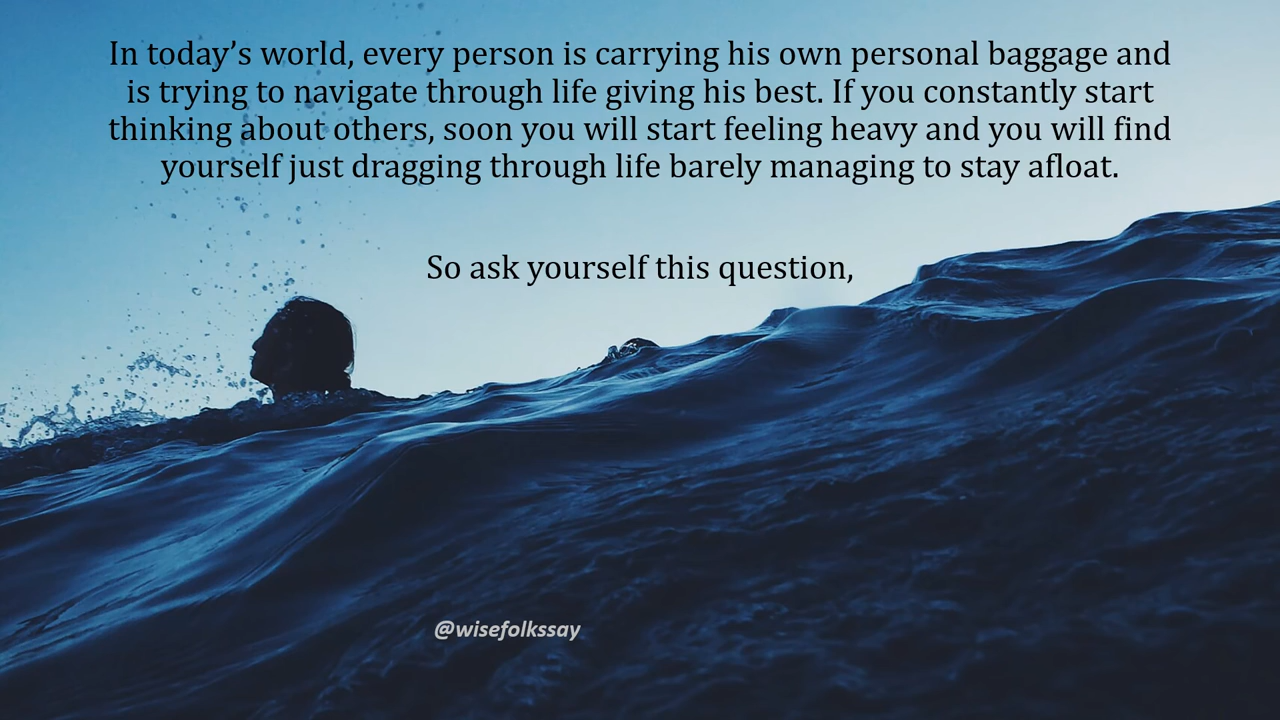 In today’s world, every person is carrying his own personal baggage and
is trying to navigate through life giving his best. If you constantly start
thinking about others, soon you will start feeling heavy and you will find
yourself just dragging through life barely managing to stay afloat.
So ask yourself this question,
@wisefolkssay